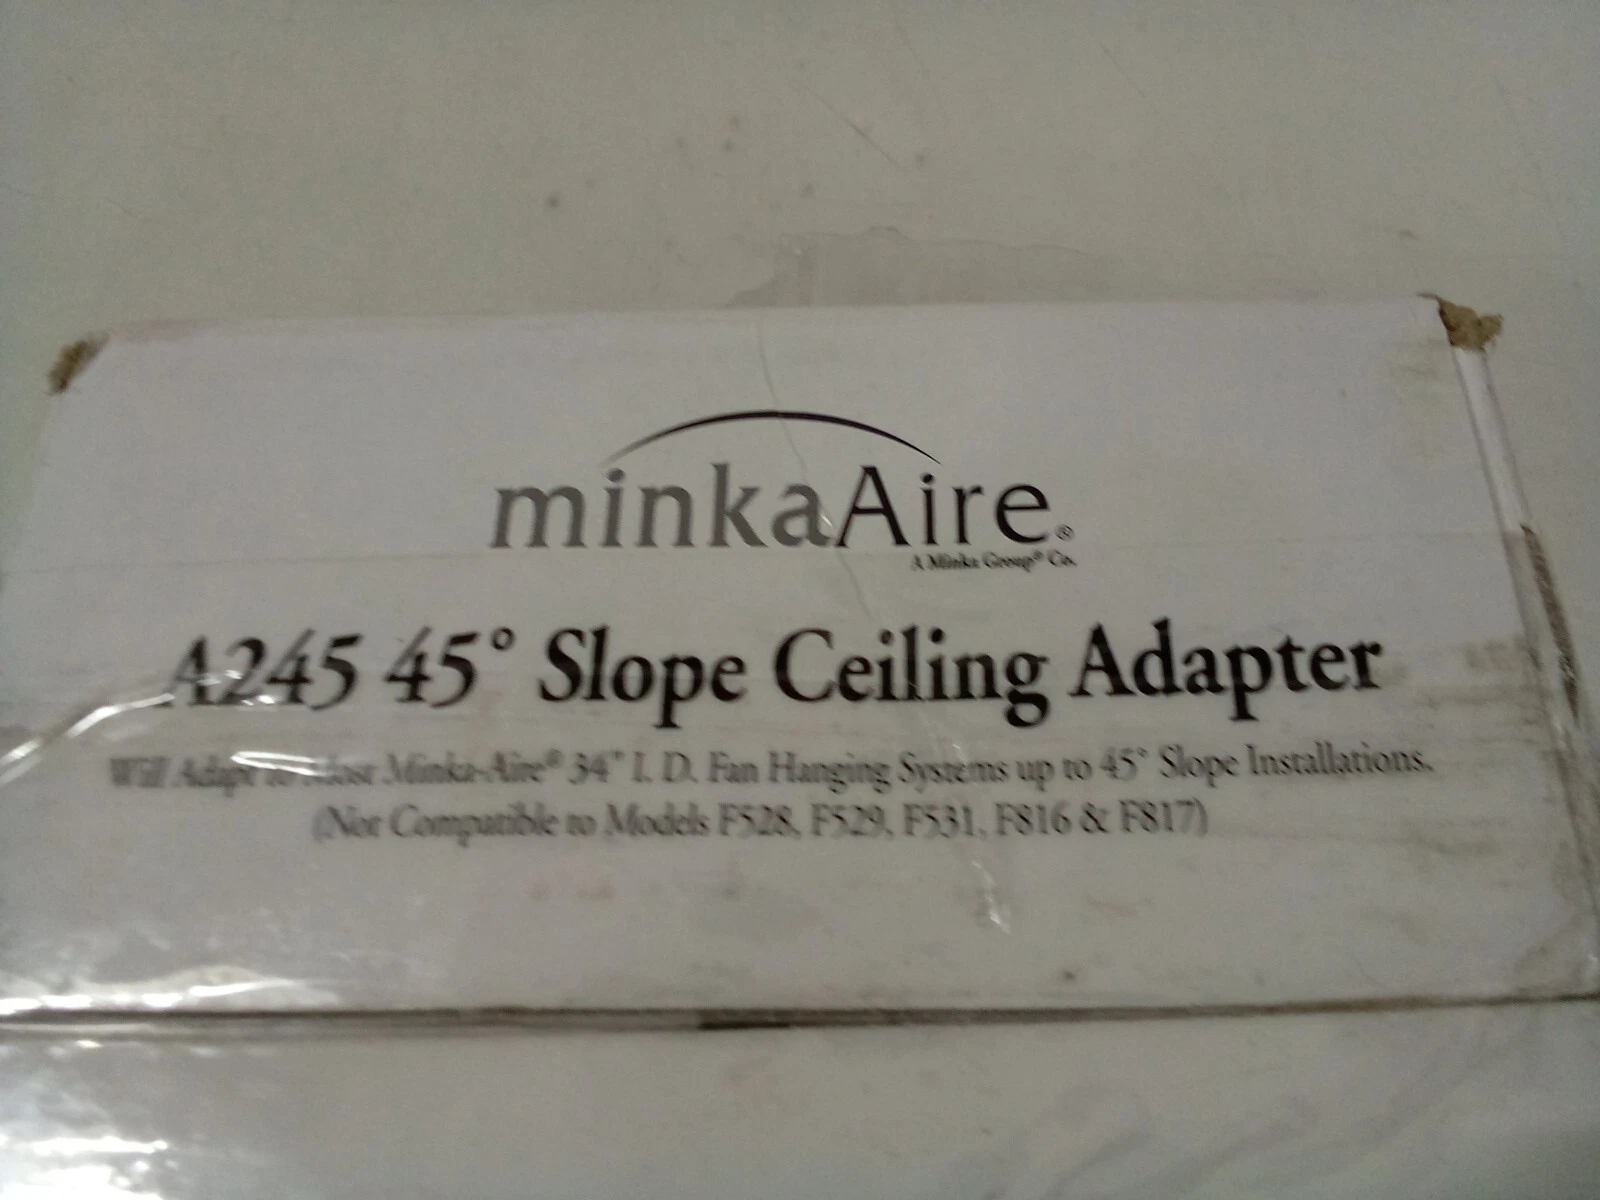 minkaAire®
A Minka Group® Co.
A245 45° Slope Ceiling Adapter
Will Adapt to Most Minka-Aire® 34" I. D. Fan Hanging Systems up to 45° Slope Installations.
(Not Compatible to Models F528, F529, F531, F816 & F817)